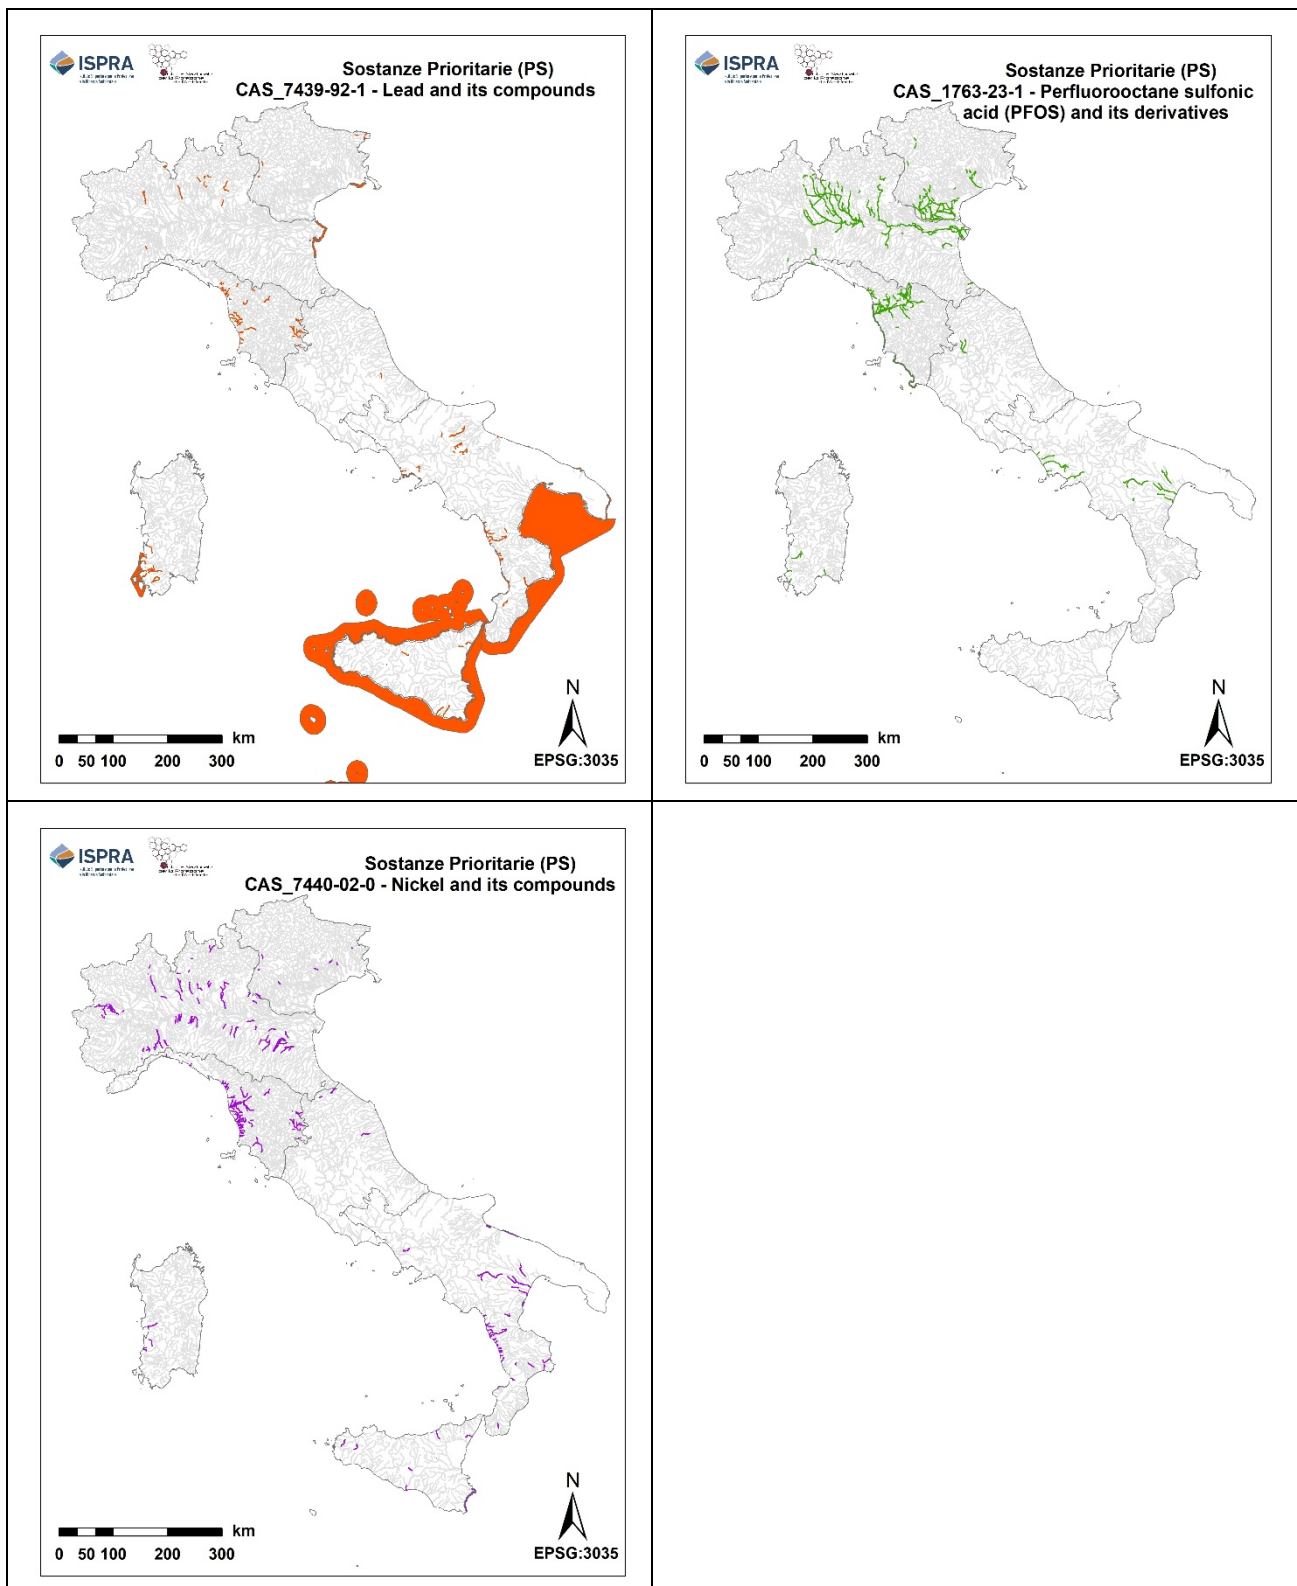 ISPRA
Sostanze Prioritarie (PS)
CAS_7439-92-1 - Lead and its compounds
N
km
0 50 100 200 300
EPSG:3035
ISPRA
Sostanze Prioritarie (PS)
CAS_1763-23-1 - Perfluorooctane sulfonic
acid (PFOS) and its derivatives
N
km
0 50 100 200 300
EPSG:3035
ISPRA
Sostanze Prioritarie (PS)
CAS_7440-02-0 - Nickel and its compounds
N
km
0 50 100 200 300
EPSG:3035